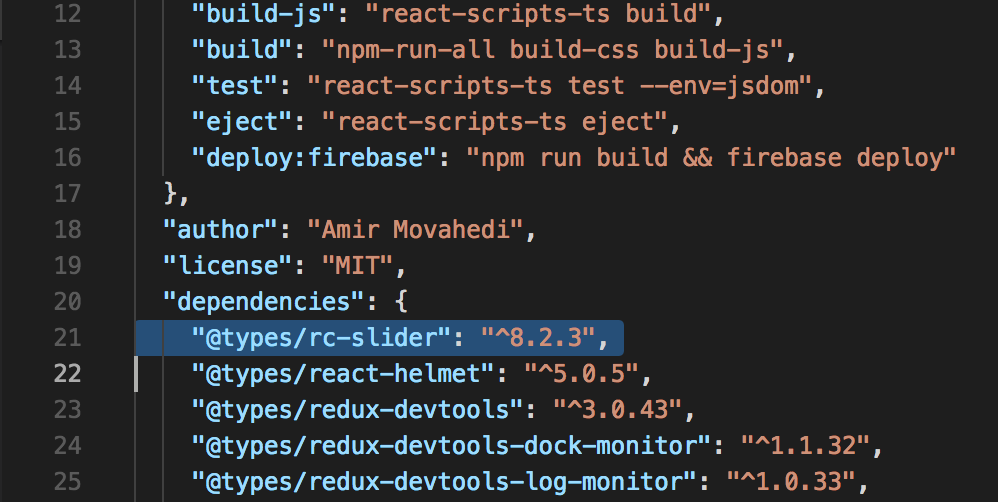 12 "build-js": "react-scripts-ts build",
13 "build": "npm-run-all build-css build-js",
14 "test": "react-scripts-ts test --env=jsdom",
15 "eject": "react-scripts-ts eject",
16 "deploy:firebase": "npm run build && firebase deploy"
17 },
18 "author": "Amir Movahedi",
19 "license": "MIT",
20 "dependencies": {
21 "@types/rc-slider": "^8.2.3",
22 "@types/react-helmet": "^5.0.5",
23 "@types/redux-devtools": "^3.0.43",
24 "@types/redux-devtools-dock-monitor": "^1.1.32",
25 "@types/redux-devtools-log-monitor": "^1.0.33",